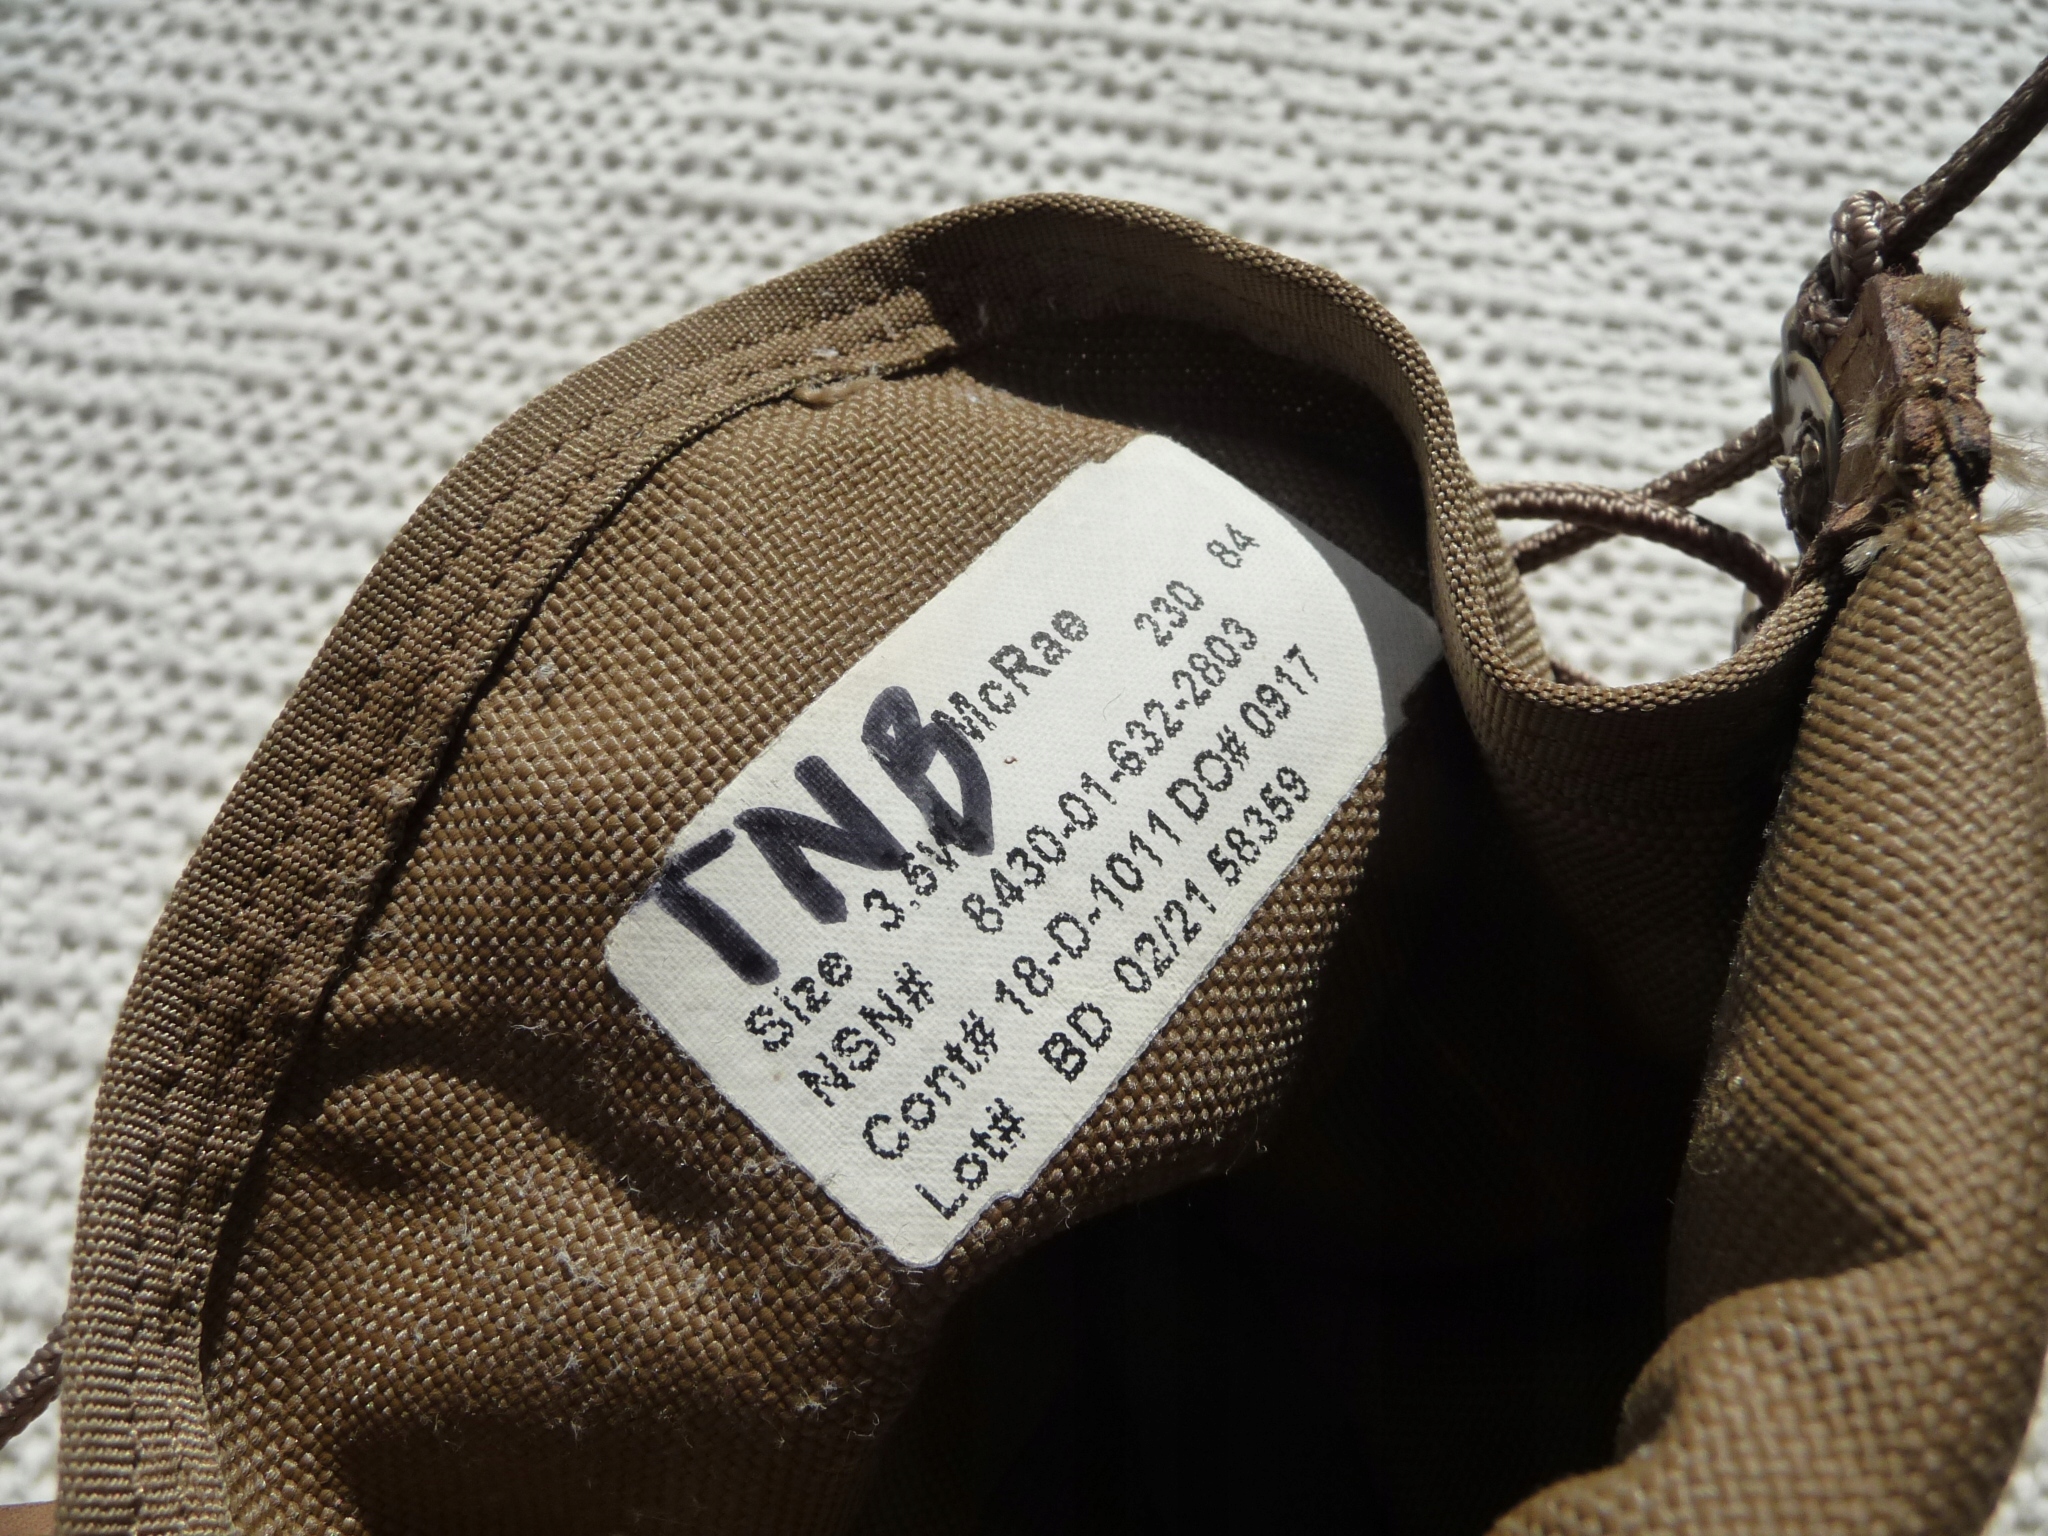 TNB McRae
Size 3.5W 230 84
NSN# 8430-01-632-2803
Cont# 18-D-1011 DO# 0917
Lot# BD 02/21 58359